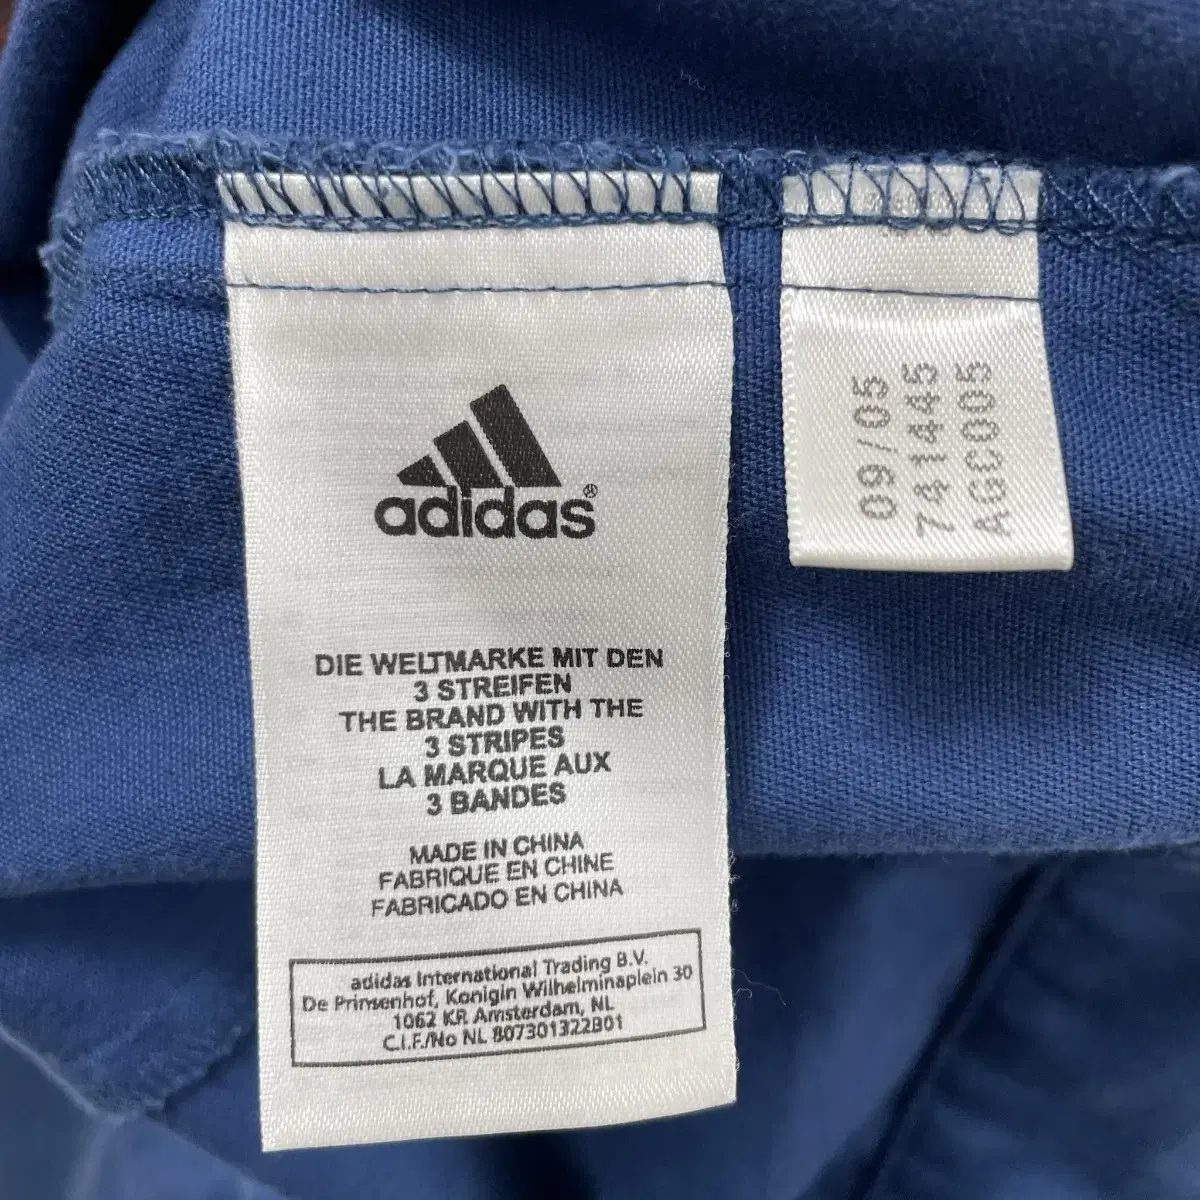 adidas®
DIE WELTMARKE MIT DEN
3 STREIFEN
THE BRAND WITH THE
3 STRIPES
LA MARQUE AUX
3 BANDES
MADE IN CHINA
FABRIQUE EN CHINE
FABRICADO EN CHINA
adidas International Trading B.V.
De Prinsenhof, Konigin Wilhelminaplein 30
1062 KR Amsterdam, NL
C.I.F./No NL 807301322B01
09/05
741445
AGC005